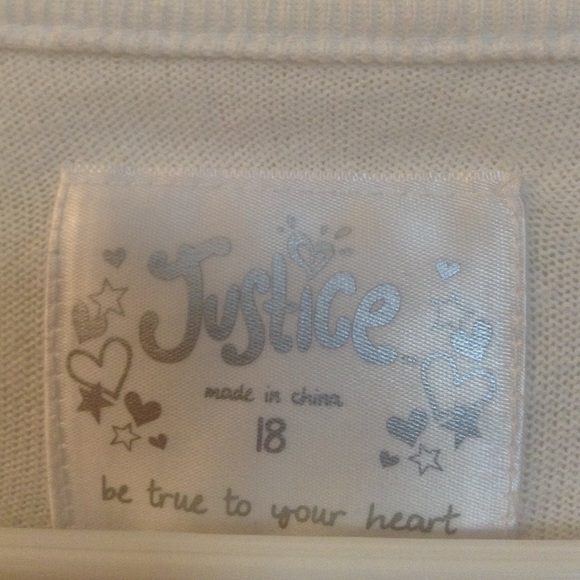 Justice
made in china
18
be true to your heart